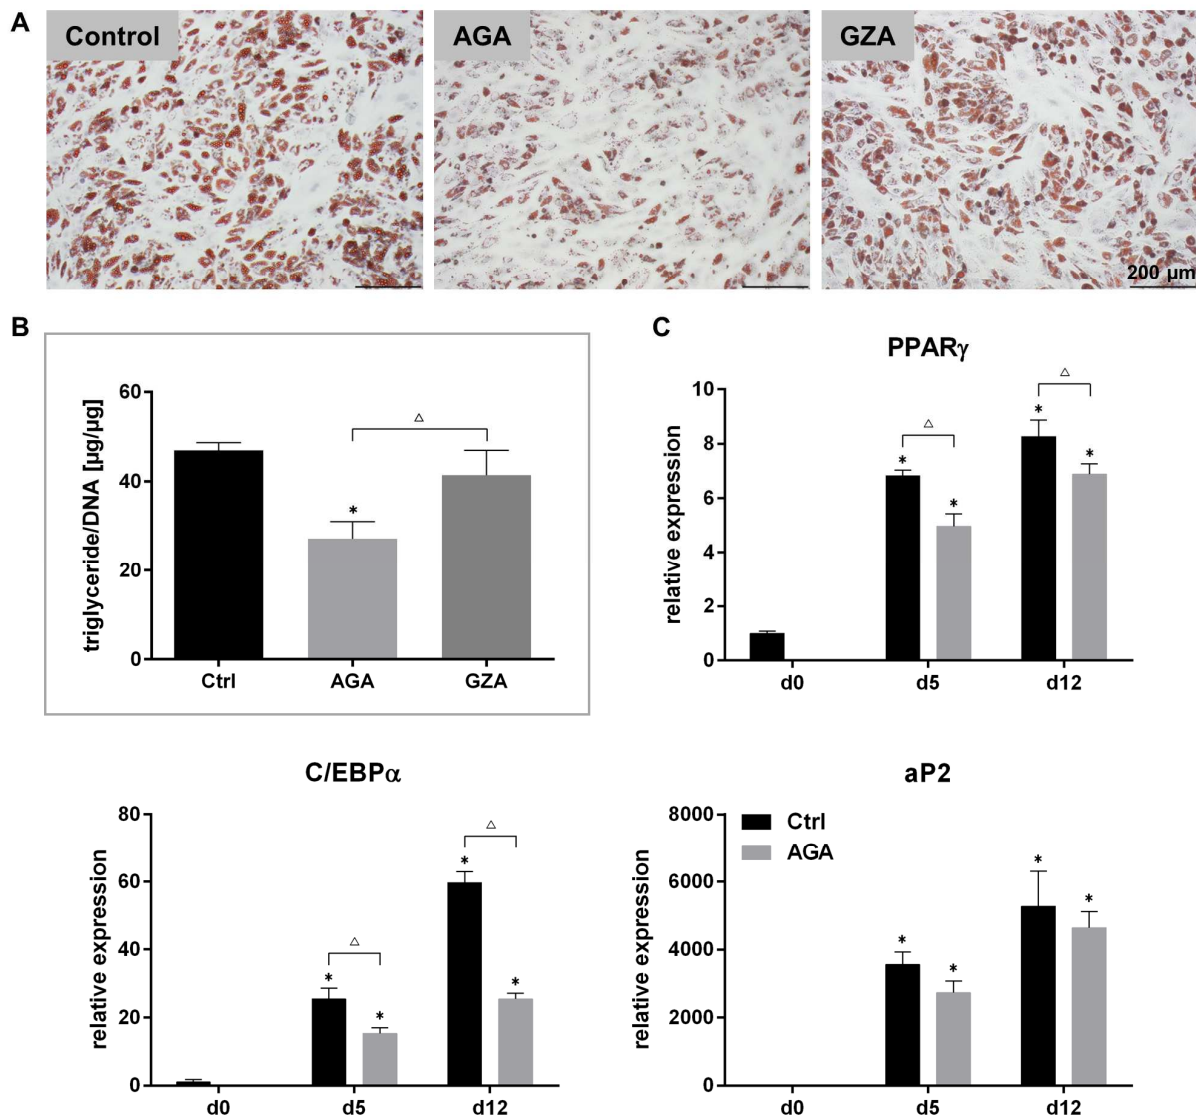 A
Control
AGA
GZA
200 µm
B
triglyceride/DNA [µg/µg]
60
40
20
0
△
*
Ctrl
AGA
GZA
C
PPARγ
relative expression
10
8
6
4
2
0
△
△
*
*
*
*
d0
d5
d12
C/EBPα
relative expression
80
60
40
20
0
△
△
*
*
*
*
d0
d5
d12
aP2
relative expression
8000
6000
4000
2000
0
Ctrl
AGA
*
*
*
*
d0
d5
d12